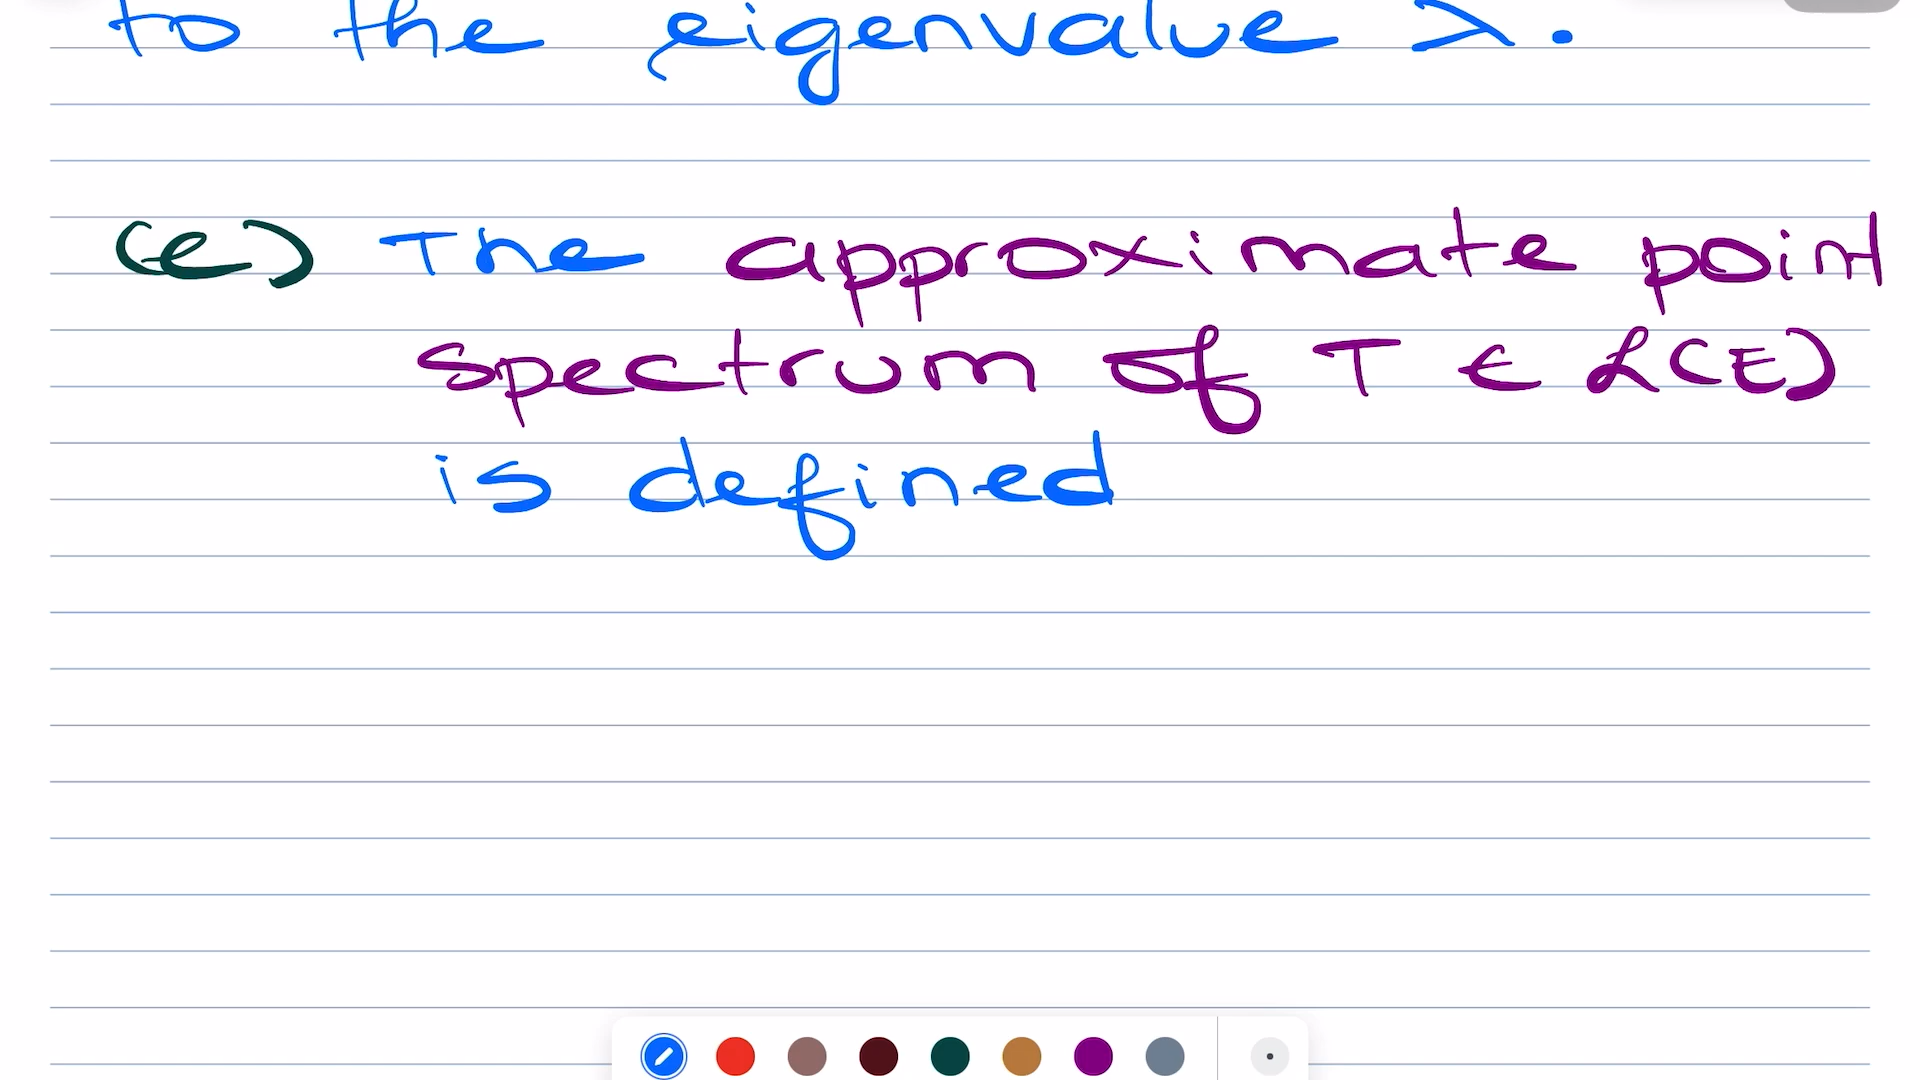 to the eigenvalue λ.
(e) The approximate point
spectrum of T ∈ ℒ(E)
is defined